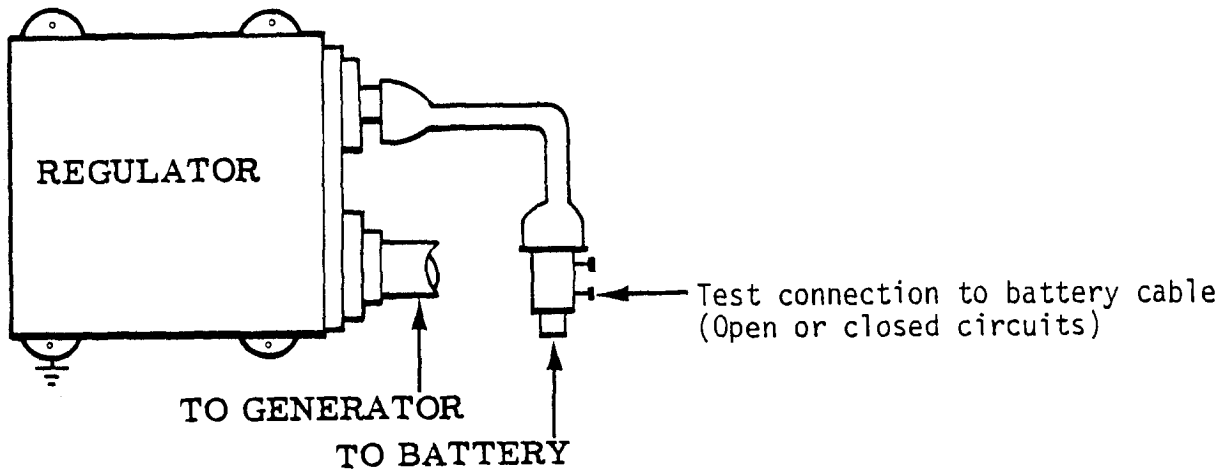 REGULATOR
Test connection to battery cable
(Open or closed circuits)
TO GENERATOR
TO BATTERY